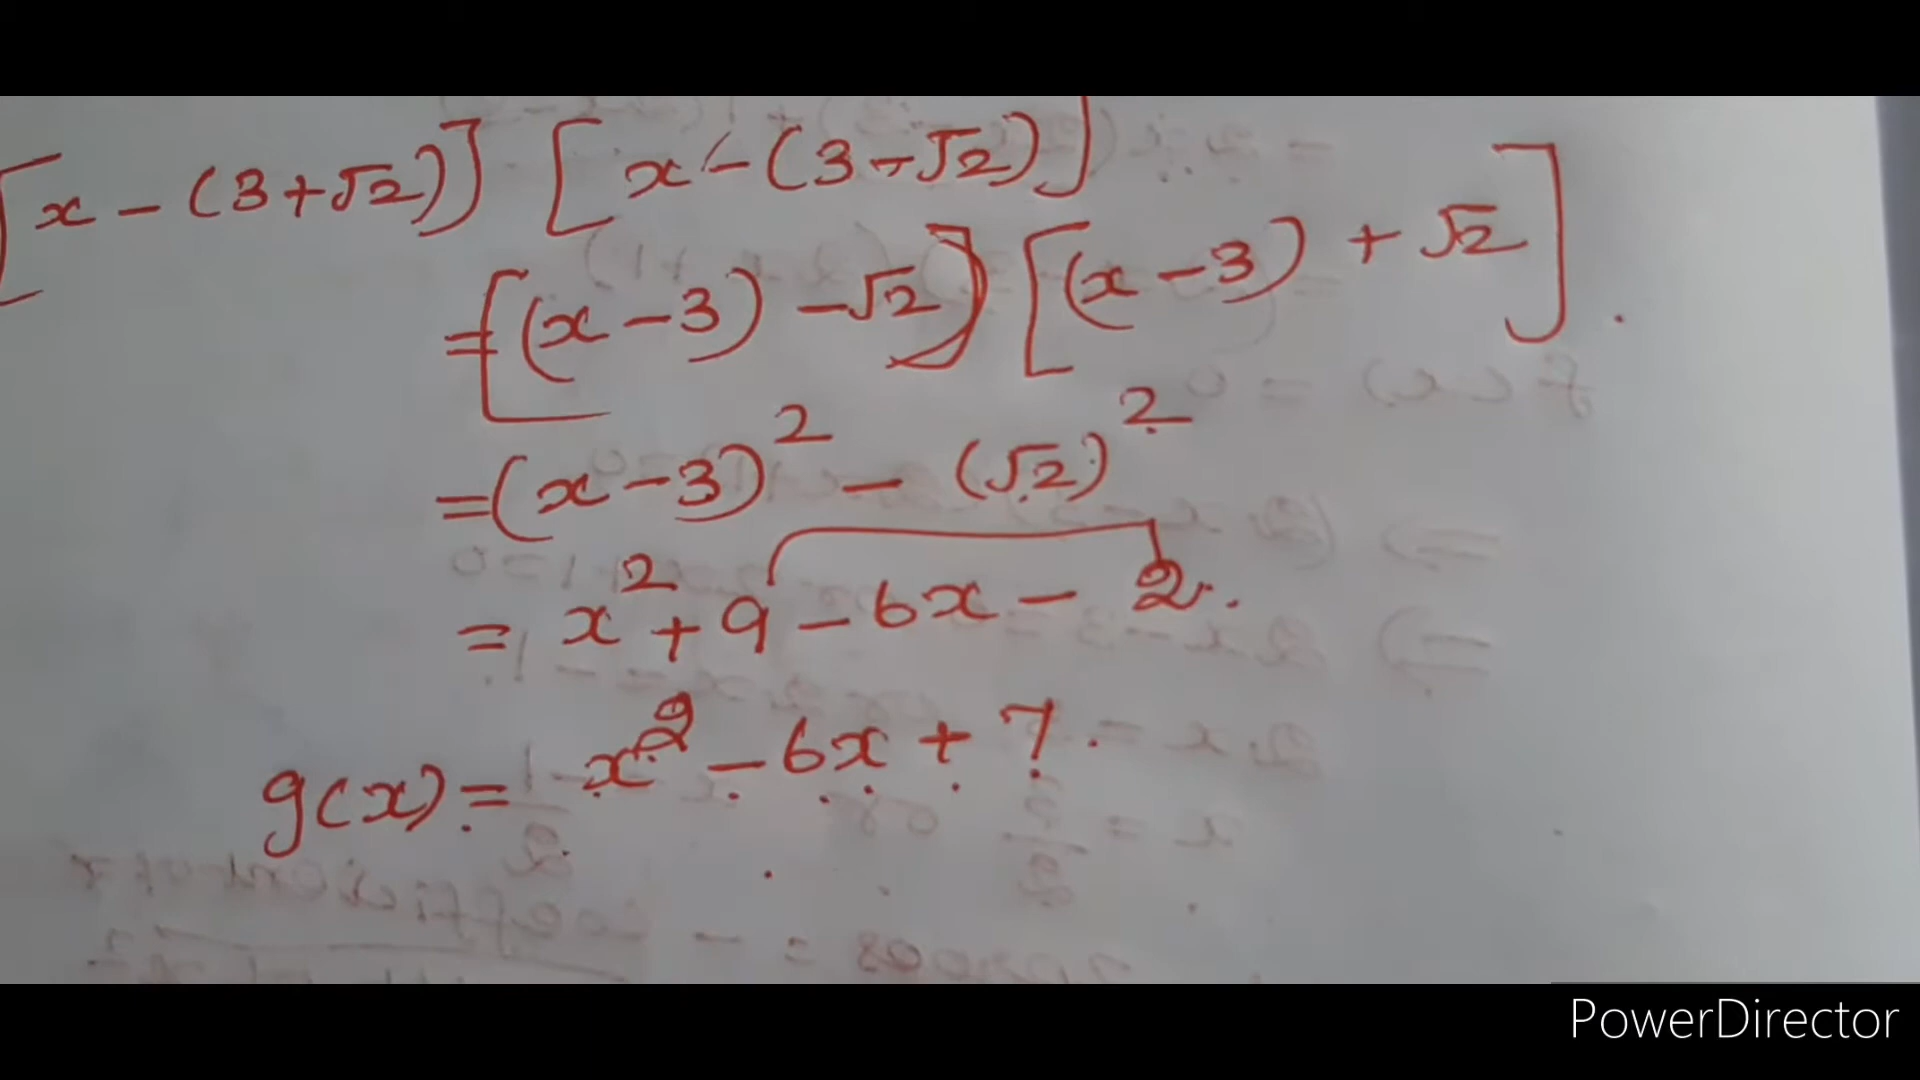 [x - (3+√2)] [x - (3-√2)]
= [(x-3) - √2] [(x-3) + √2].
= (x-3)² - (√2)²
= x² + 9 - 6x - 2.
g(x) = x² - 6x + 7.
PowerDirector